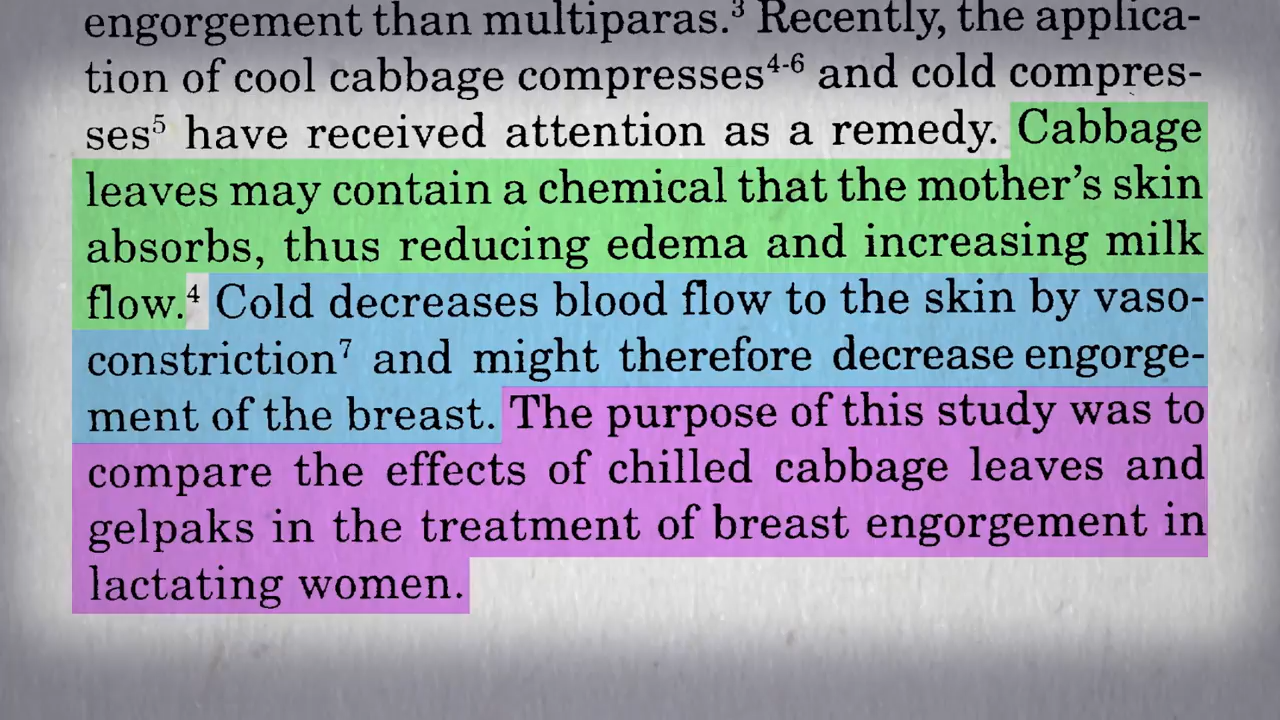 engorgement than multiparas.³ Recently, the applica-
tion of cool cabbage compresses⁴⁻⁶ and cold compres-
ses⁵ have received attention as a remedy. Cabbage
leaves may contain a chemical that the mother’s skin
absorbs, thus reducing edema and increasing milk
flow.⁴ Cold decreases blood flow to the skin by vaso-
constriction⁷ and might therefore decrease engorge-
ment of the breast. The purpose of this study was to
compare the effects of chilled cabbage leaves and
gelpaks in the treatment of breast engorgement in
lactating women.